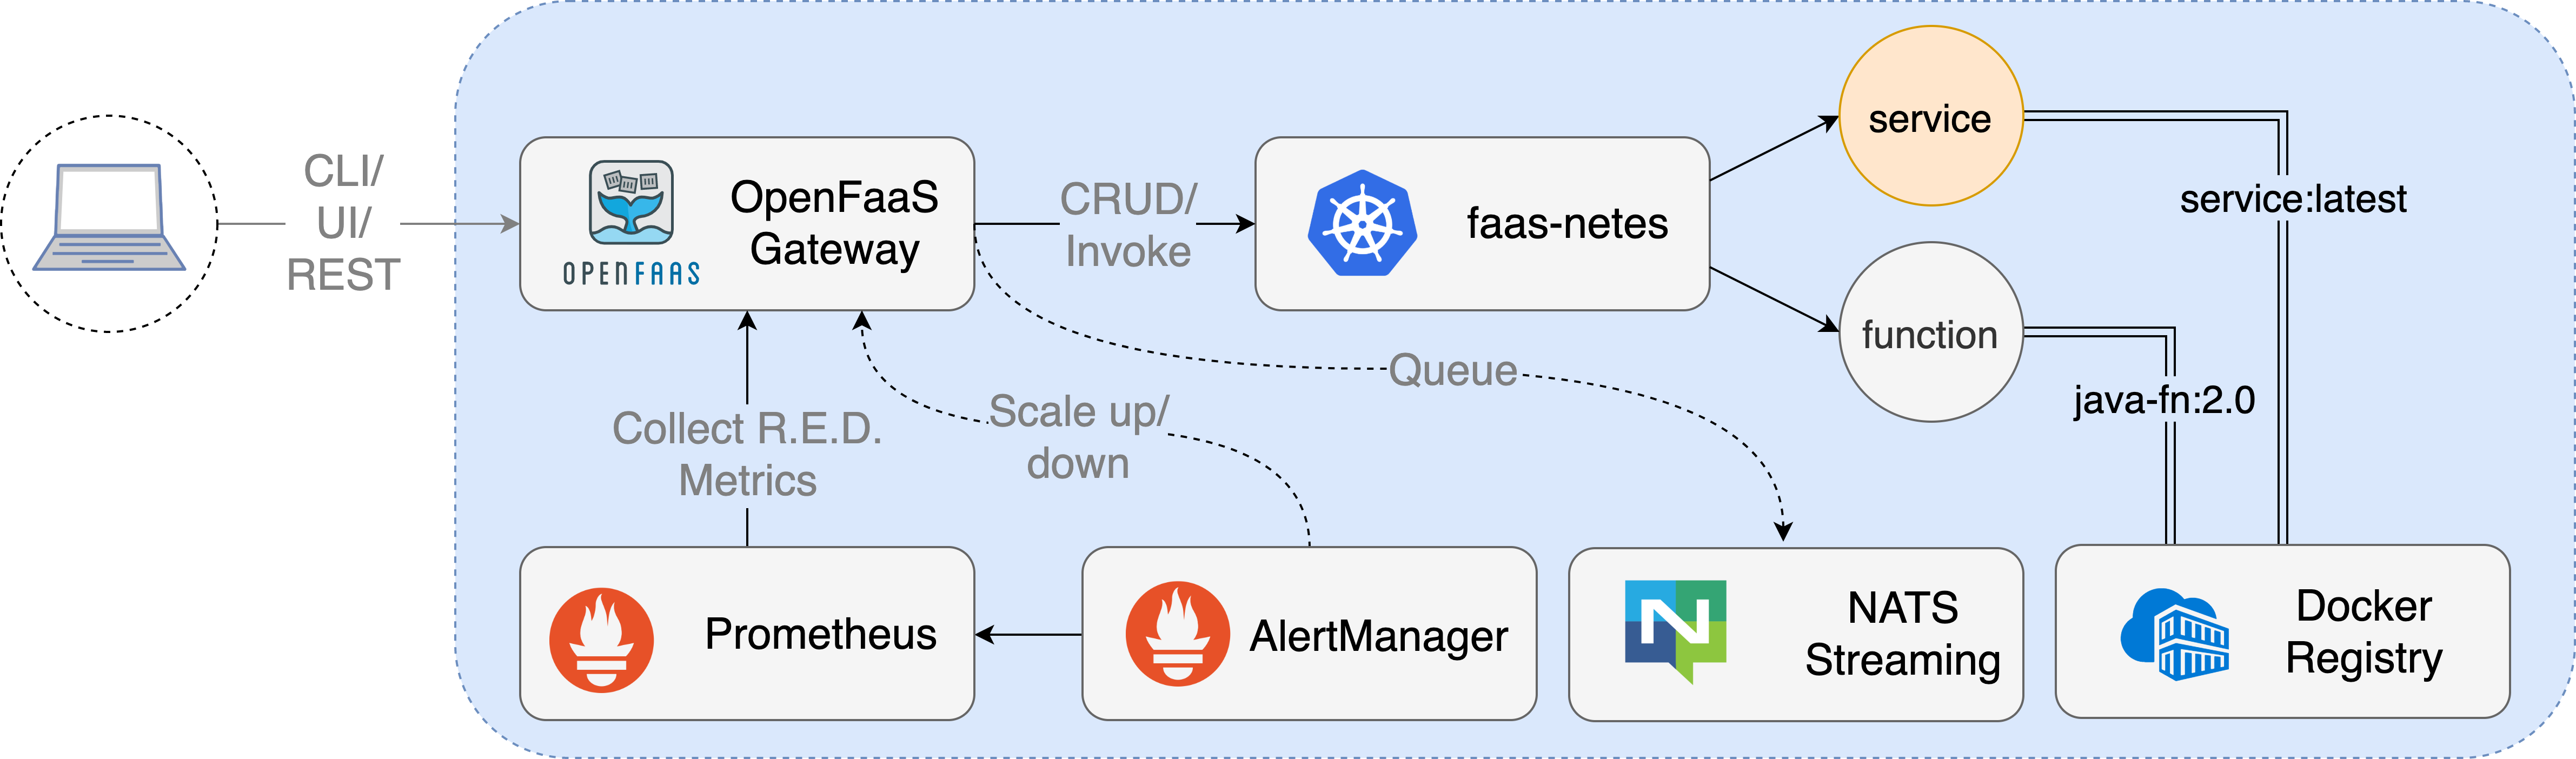 CLI/
UI/
REST
OPENFAAS
OpenFaaS
Gateway
CRUD/
Invoke
faas-netes
service
function
service:latest
java-fn:2.0
Queue
Scale up/
down
Collect R.E.D.
Metrics
Prometheus
AlertManager
N
NATS
Streaming
Docker
Registry